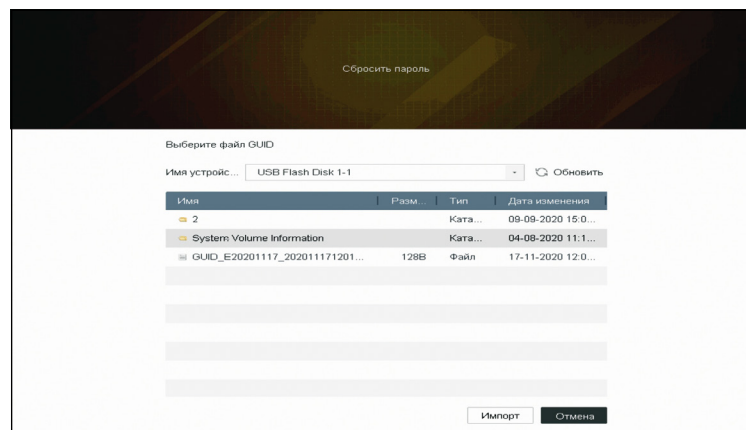 Сбросить пароль
Выберите файл GUID
Имя устройс... USB Flash Disk 1-1 Обновить
Имя Разм... Тип Дата изменения
2 Ката... 09-09-2020 15:0...
System Volume Information Ката... 04-08-2020 11:1...
GUID_E20201117_202011171201... 128B Файл 17-11-2020 12:0...
Импорт Отмена